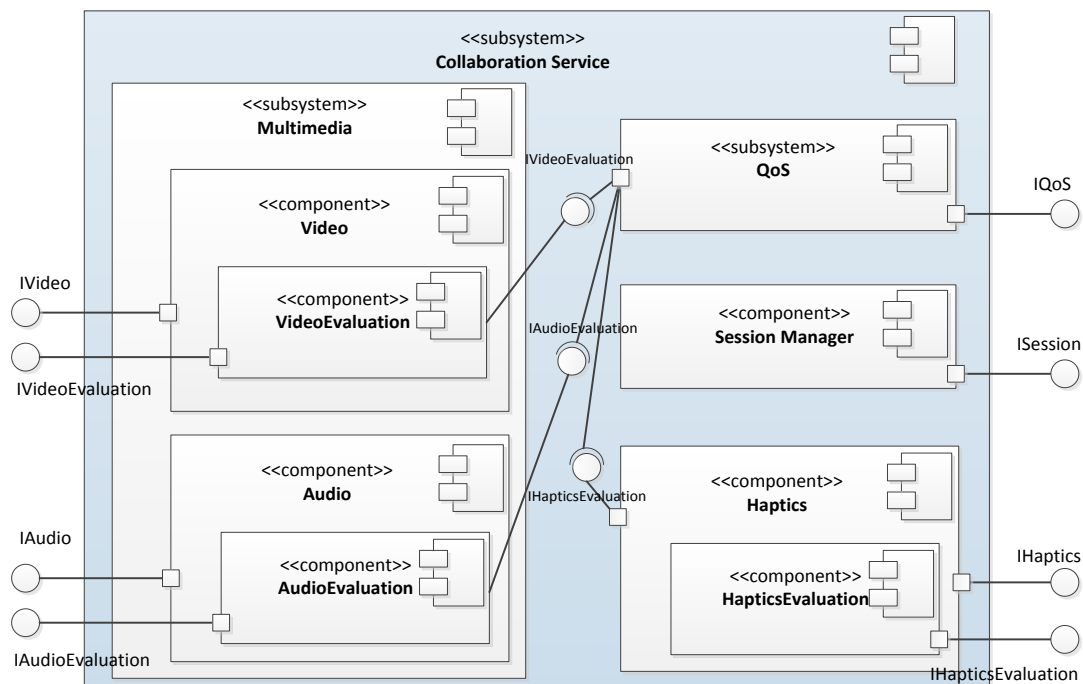 <<subsystem>>
Collaboration Service
<<subsystem>>
Multimedia
<<component>>
Video
<<component>>
VideoEvaluation
IVideo
IVideoEvaluation
<<component>>
Audio
<<component>>
AudioEvaluation
IAudio
IAudioEvaluation
IVideoEvaluation
IAudioEvaluation
IHapticsEvaluation
<<subsystem>>
QoS
IQoS
<<component>>
Session Manager
ISession
<<component>>
Haptics
<<component>>
HapticsEvaluation
IHaptics
IHapticsEvaluation